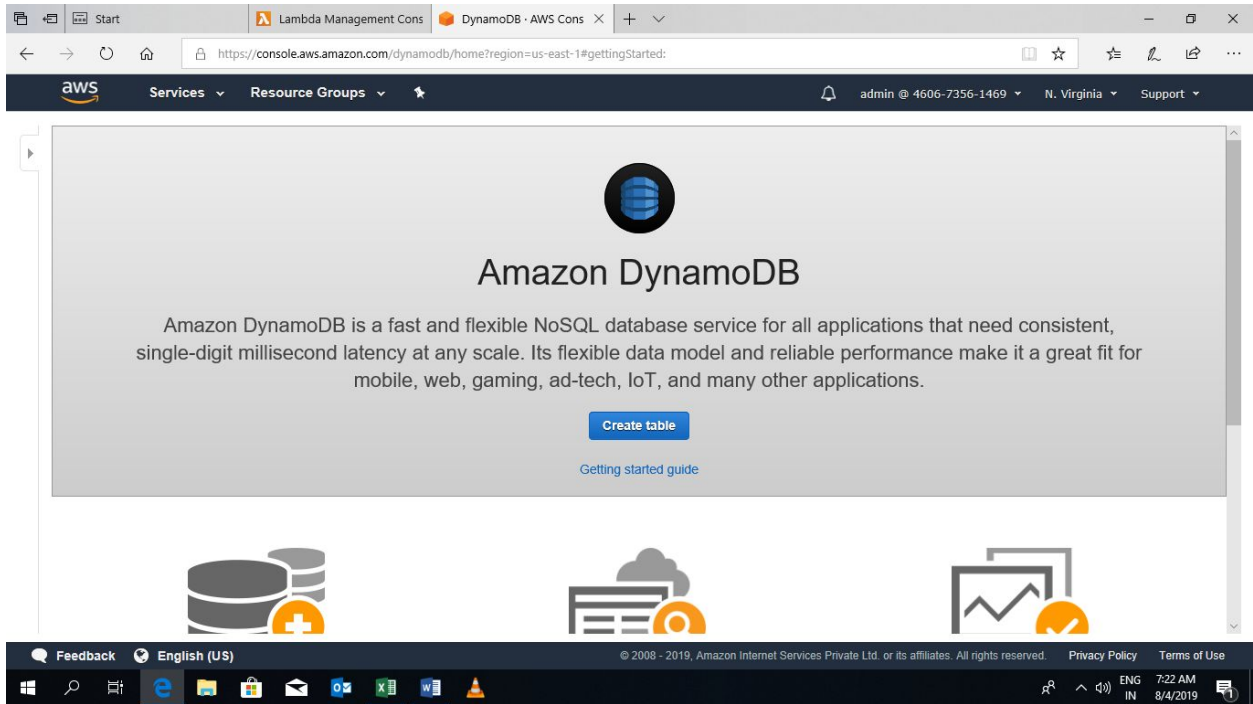 Start
Lambda Management Cons
DynamoDB · AWS Cons
https://console.aws.amazon.com/dynamodb/home?region=us-east-1#gettingStarted:
aws
Services
Resource Groups
admin @ 4606-7356-1469
N. Virginia
Support
Amazon DynamoDB
Amazon DynamoDB is a fast and flexible NoSQL database service for all applications that need consistent,
single-digit millisecond latency at any scale. Its flexible data model and reliable performance make it a great fit for
mobile, web, gaming, ad-tech, IoT, and many other applications.
Create table
Getting started guide
Feedback
English (US)
© 2008 - 2019, Amazon Internet Services Private Ltd. or its affiliates. All rights reserved.
Privacy Policy
Terms of Use
ENG
IN
7:22 AM
8/4/2019
1